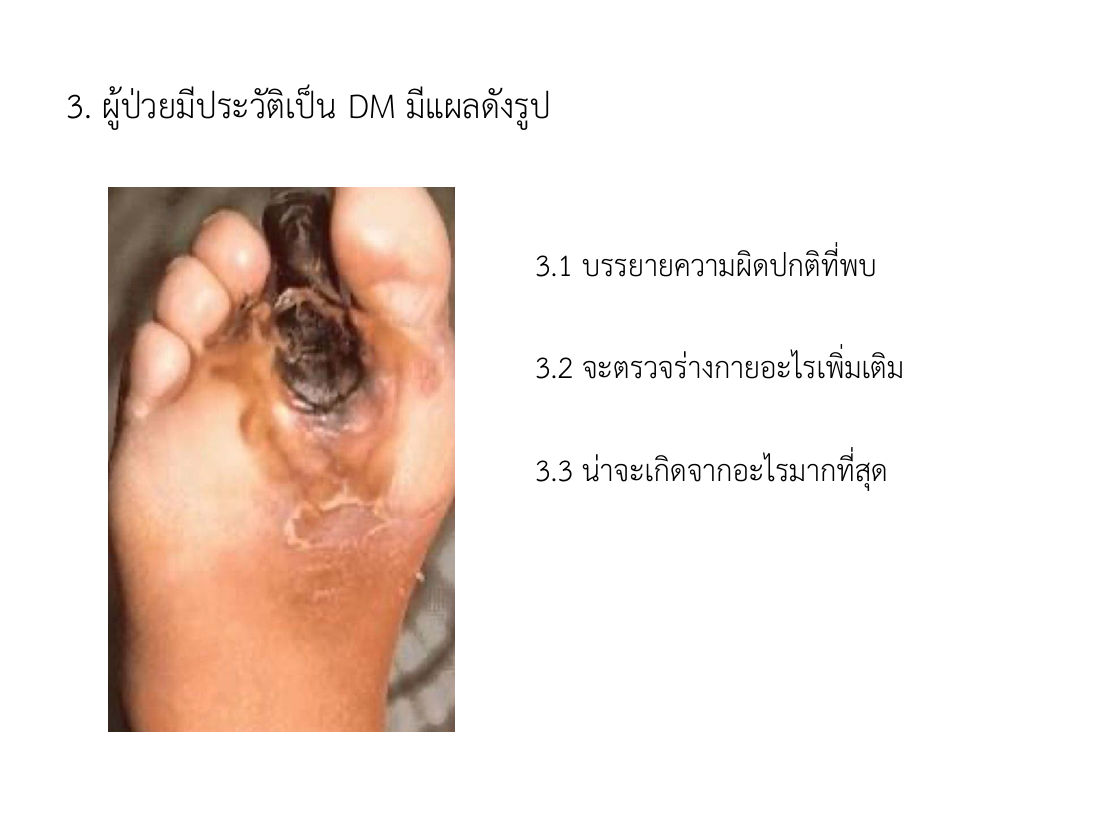 3. ผู้ป่วยมีประวัติเป็น DM มีแผลดังรูป
3.1 บรรยายความผิดปกติที่พบ
3.2 จะตรวจร่างกายอะไรเพิ่มเติม
3.3 น่าจะเกิดจากอะไรมากที่สุด